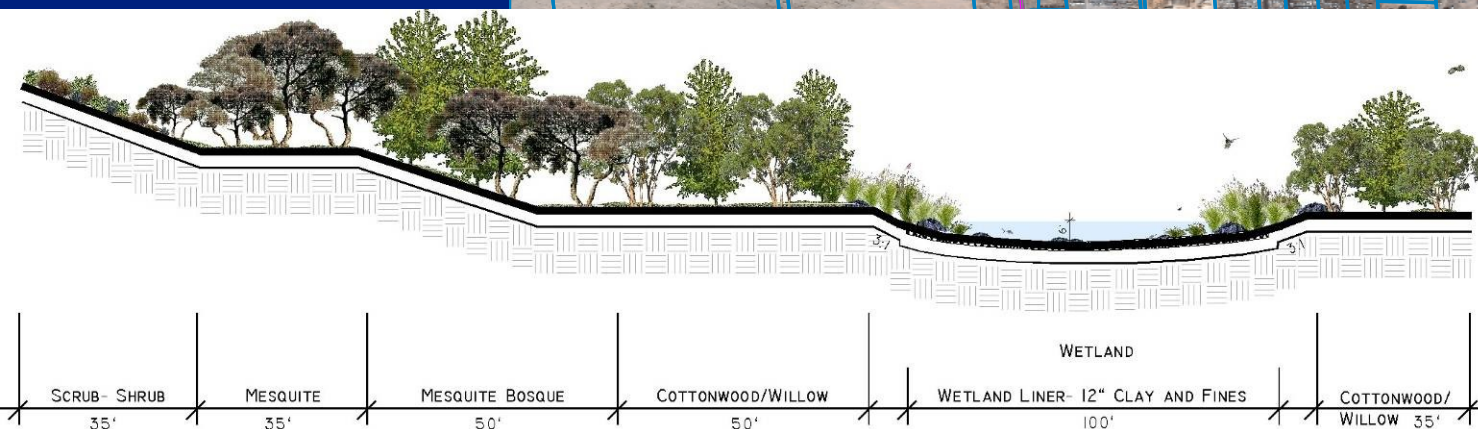 3:1
6"
3:1
WETLAND
SCRUB- SHRUB
MESQUITE
MESQUITE BOSQUE
COTTONWOOD/WILLOW
WETLAND LINER- 12" CLAY AND FINES
COTTONWOOD/
WILLOW 35'
35'
35'
50'
50'
100'